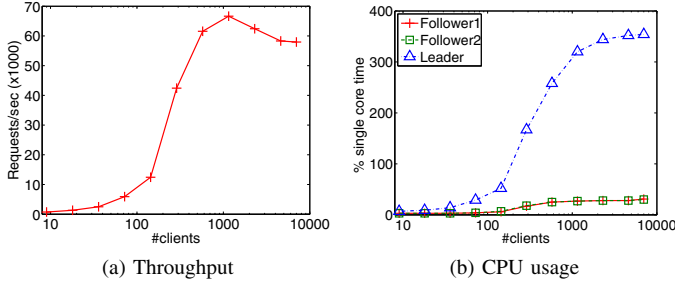 70
60
50
40
30
20
10
0
10
100
1000
10000
Requests/sec (x1000)
#clients
(a) Throughput
400
300
200
100
0
10
100
1000
10000
% single core time
#clients
Follower1
Follower2
Leader
(b) CPU usage